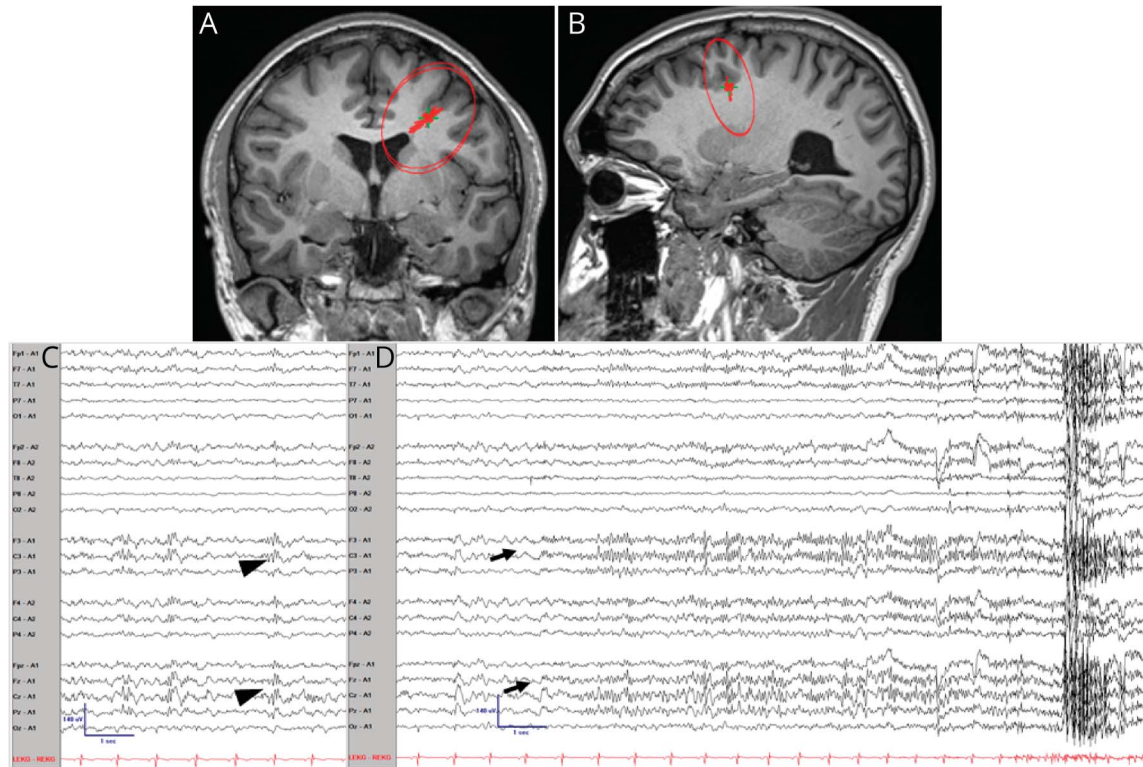 A
B
C
Fp1 - A1
F7 - A1
T7 - A1
P7 - A1
O1 - A1
Fp2 - A2
F8 - A2
T8 - A2
P8 - A2
O2 - A2
F3 - A1
C3 - A1
P3 - A1
F4 - A2
C4 - A2
P4 - A2
Fpz - A1
Fz - A1
Cz - A1
Pz - A1
Oz - A1
140 uV
1 sec
LEKG - REKG
D
Fp1 - A1
F7 - A1
T7 - A1
P7 - A1
O1 - A1
Fp2 - A2
F8 - A2
T8 - A2
P8 - A2
O2 - A2
F3 - A1
C3 - A1
P3 - A1
F4 - A2
C4 - A2
P4 - A2
Fpz - A1
Fz - A1
Cz - A1
Pz - A1
Oz - A1
140 uV
1 sec
LEKG - REKG